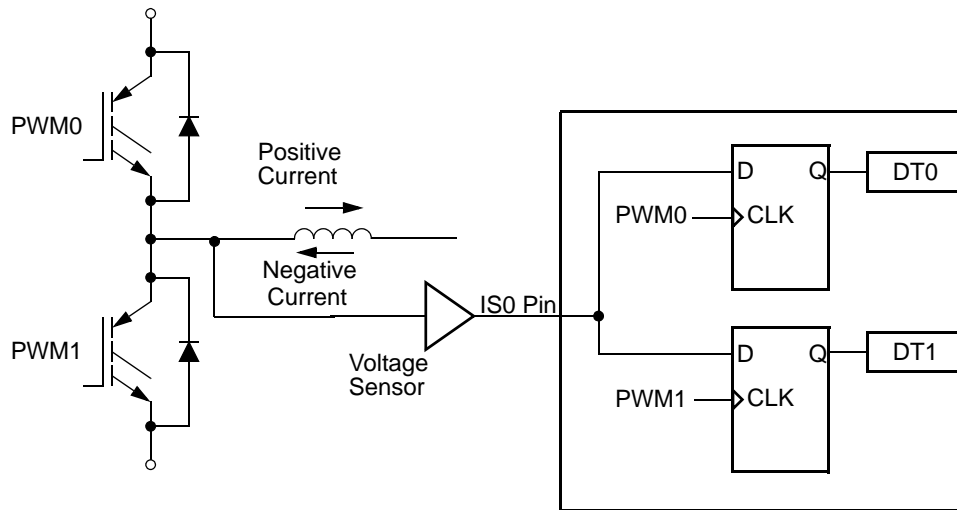 PWM0
Positive
Current
Negative
Current
PWM1
Voltage
Sensor
IS0 Pin
D
Q
DT0
PWM0
CLK
D
Q
DT1
PWM1
CLK